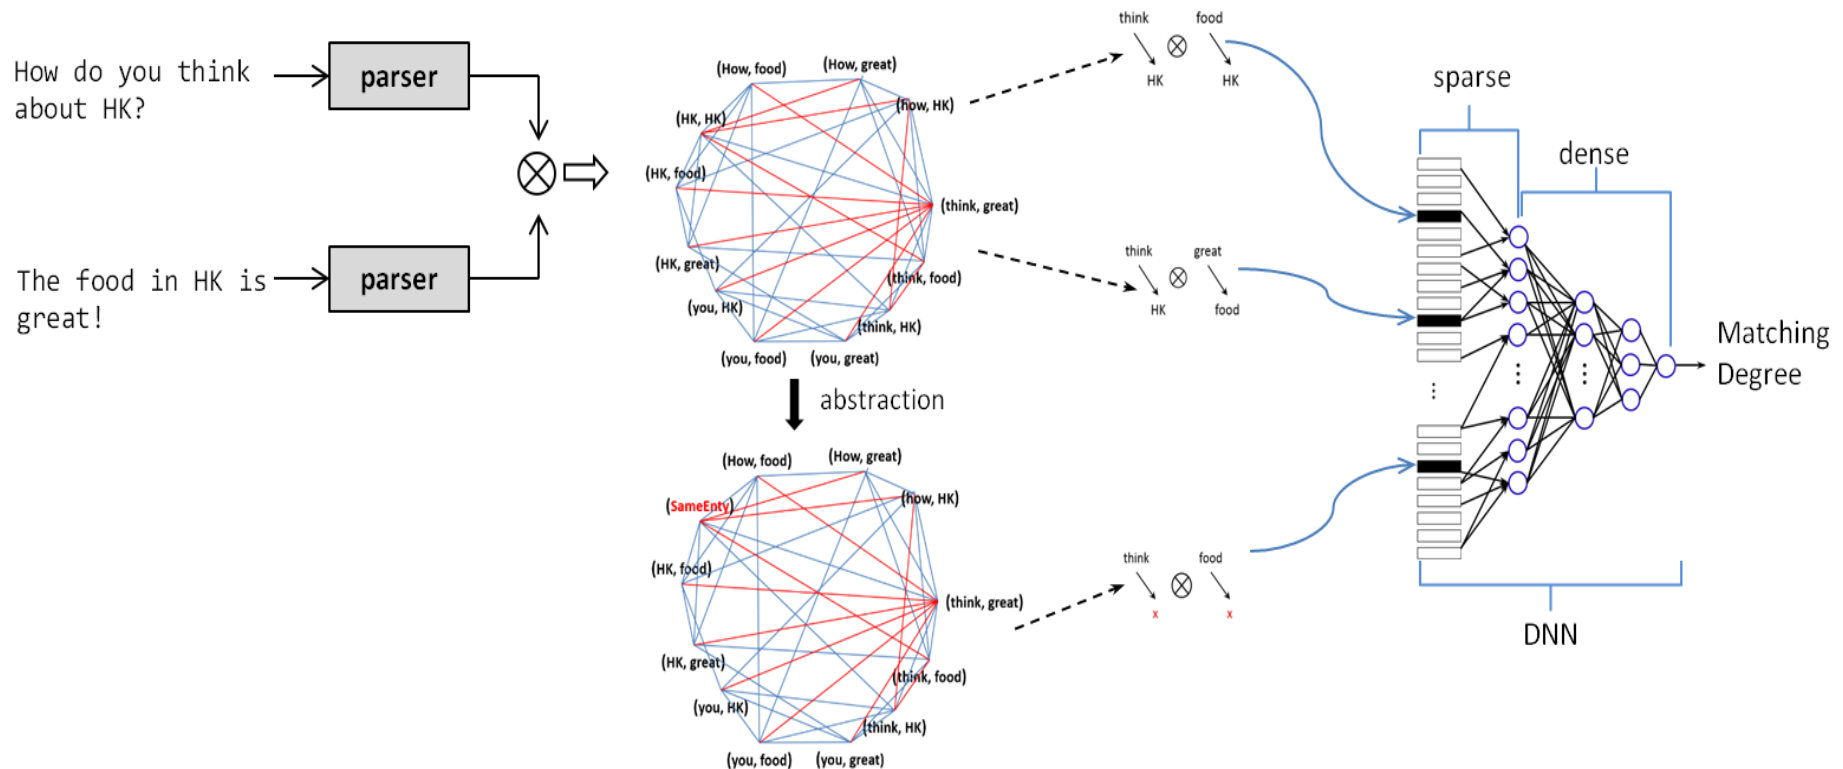 How do you think
about HK?
parser
The food in HK is
great!
parser
(How, food)
(How, great)
(HK, HK)
(how, HK)
(HK, food)
(think, great)
(HK, great)
(think, food)
(you, HK)
(think, HK)
(you, food)
(you, great)
abstraction
(How, food)
(How, great)
(SameEnty)
(how, HK)
(HK, food)
(think, great)
(HK, great)
(think, food)
(you, HK)
(think, HK)
(you, food)
(you, great)
think
food
HK
HK
think
great
HK
food
think
food
x
x
sparse
dense
...
...
...
Matching
Degree
DNN